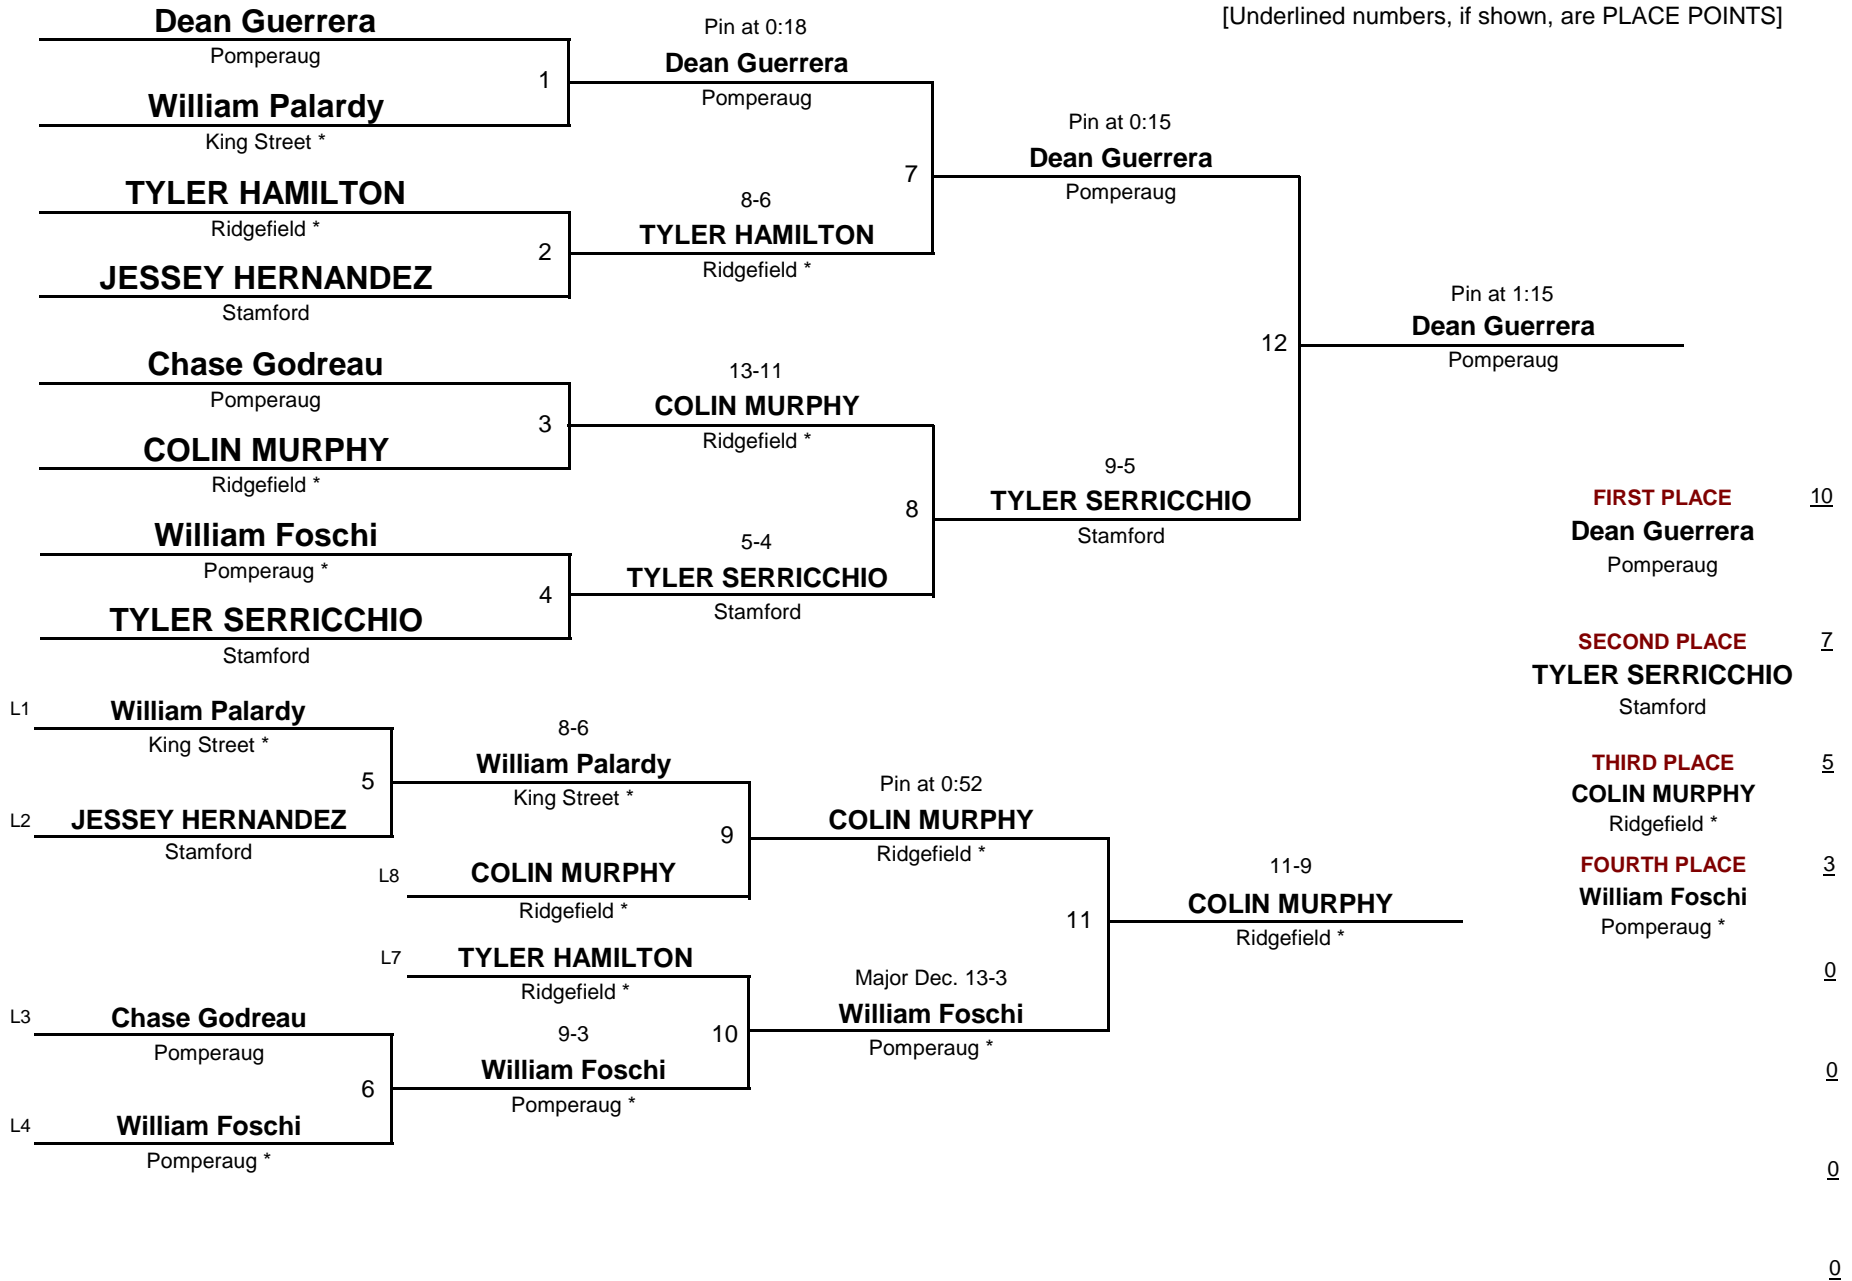 [Underlined numbers, if shown, are PLACE POINTS]
Dean Guerrera
Pomperaug
1
William Palardy
King Street *
TYLER HAMILTON
Ridgefield *
2
JESSEY HERNANDEZ
Stamford
Chase Godreau
Pomperaug
3
COLIN MURPHY
Ridgefield *
William Foschi
Pomperaug *
4
TYLER SERRICCHIO
Stamford
Pin at 0:18
Dean Guerrera
Pomperaug
7
8-6
TYLER HAMILTON
Ridgefield *
13-11
COLIN MURPHY
Ridgefield *
8
5-4
TYLER SERRICCHIO
Stamford
Pin at 0:15
Dean Guerrera
Pomperaug
12
9-5
TYLER SERRICCHIO
Stamford
Pin at 1:15
Dean Guerrera
Pomperaug
L1
William Palardy
King Street *
5
L2
JESSEY HERNANDEZ
Stamford
8-6
William Palardy
King Street *
9
L8
COLIN MURPHY
Ridgefield *
L7
TYLER HAMILTON
Ridgefield *
10
L3
Chase Godreau
Pomperaug
6
L4
William Foschi
Pomperaug *
9-3
William Foschi
Pomperaug *
Pin at 0:52
COLIN MURPHY
Ridgefield *
11
Major Dec. 13-3
William Foschi
Pomperaug *
11-9
COLIN MURPHY
Ridgefield *
FIRST PLACE 10
Dean Guerrera
Pomperaug
SECOND PLACE 7
TYLER SERRICCHIO
Stamford
THIRD PLACE 5
COLIN MURPHY
Ridgefield *
FOURTH PLACE 3
William Foschi
Pomperaug *
0
0
0
0